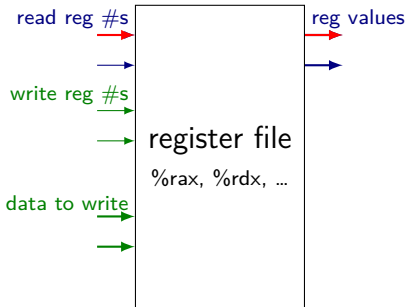 read reg #s
reg values
write reg #s
register file
%rax, %rdx, …
data to write